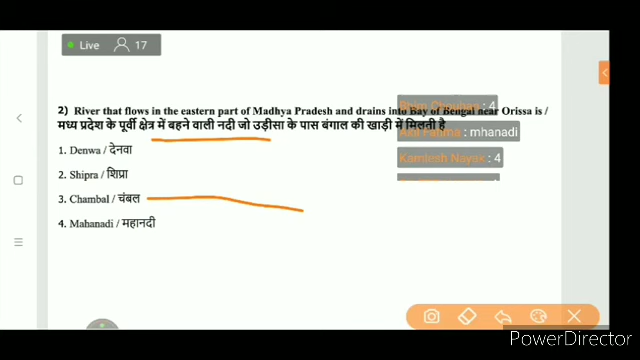 Live 17
2) River that flows in the eastern part of Madhya Pradesh and drains into Bay of Bengal near Orissa is /
मध्य प्रदेश के पूर्वी क्षेत्र में बहने वाली नदी जो उड़ीसा के पास बंगाल की खाड़ी में मिलती है
1. Denwa / देनवा
2. Shipra / शिप्रा
3. Chambal / चंबल
4. Mahanadi / महानदी
: 4
: mhanadi
Kamlesh Nayak : 4
PowerDirector